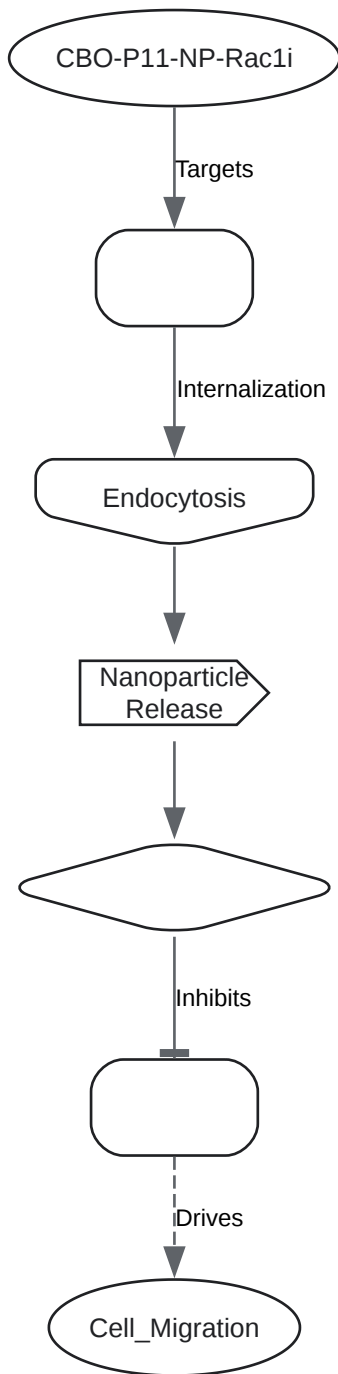 CBO-P11-NP-Rac1i
Targets
Internalization
Endocytosis
Nanoparticle
Release
Inhibits
Drives
Cell_Migration